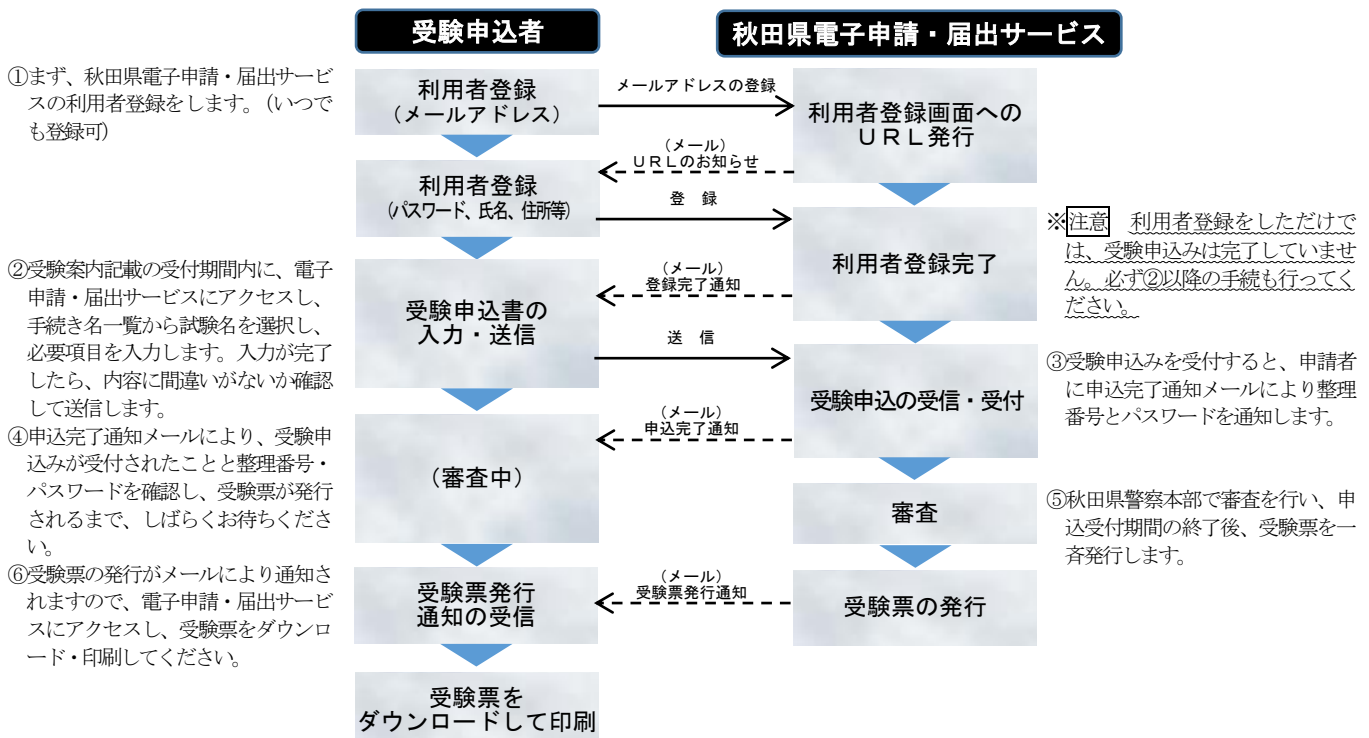 受験申込者
秋田県電子申請・届出サービス
①まず、秋田県電子申請・届出サービ
スの利用者登録をします。(いつで
も登録可)
利用者登録
(メールアドレス)
メールアドレスの登録
利用者登録画面への
URL発行
(メール)
URLのお知らせ
利用者登録
(パスワード、氏名、住所等)
登 録
利用者登録完了
※注意 利用者登録をしただけで
は、受験申込みは完了していませ
ん。必ず②以降の手続も行ってく
ださい。
(メール)
登録完了通知
②受験案内記載の受付期間内に、電子
申請・届出サービスにアクセスし、
手続き名一覧から試験名を選択し、
必要項目を入力します。入力が完了
したら、内容に間違いがないか確認
して送信します。
受験申込書の
入力・送信
送 信
受験申込の受信・受付
③受験申込みを受付すると、申請者
に申込完了通知メールにより整理
番号とパスワードを通知します。
(メール)
申込完了通知
④申込完了通知メールにより、受験申
込みが受付されたことと整理番号・
パスワードを確認し、受験票が発行
されるまで、しばらくお待ちくださ
い。
(審査中)
審査
⑤秋田県警察本部で審査を行い、申
込受付期間の終了後、受験票を一
斉発行します。
⑥受験票の発行がメールにより通知さ
れますので、電子申請・届出サービ
スにアクセスし、受験票をダウンロ
ード・印刷してください。
受験票発行
通知の受信
(メール)
受験票発行通知
受験票の発行
受験票を
ダウンロードして印刷